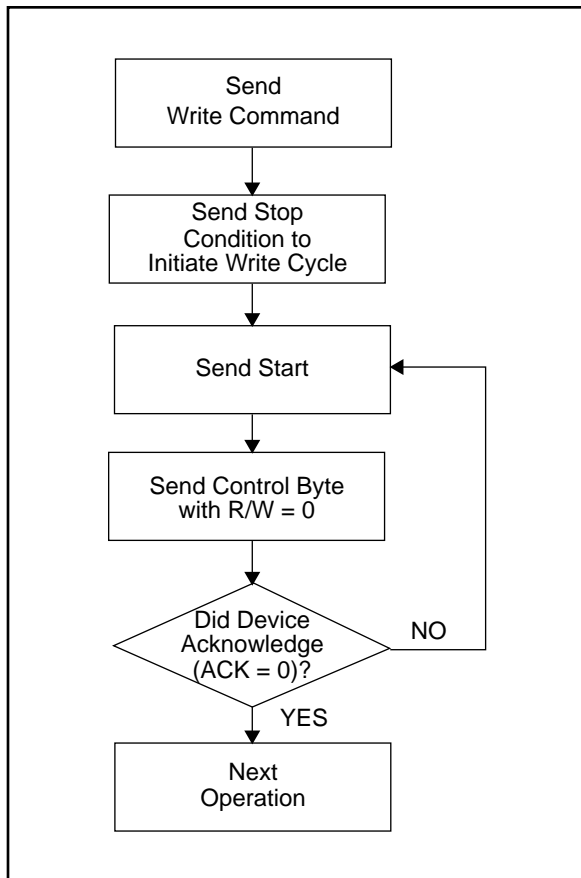 Send
Write Command
Send Stop
Condition to
Initiate Write Cycle
Send Start
Send Control Byte
with R/W = 0
Did Device
Acknowledge
(ACK = 0)?
NO
YES
Next
Operation